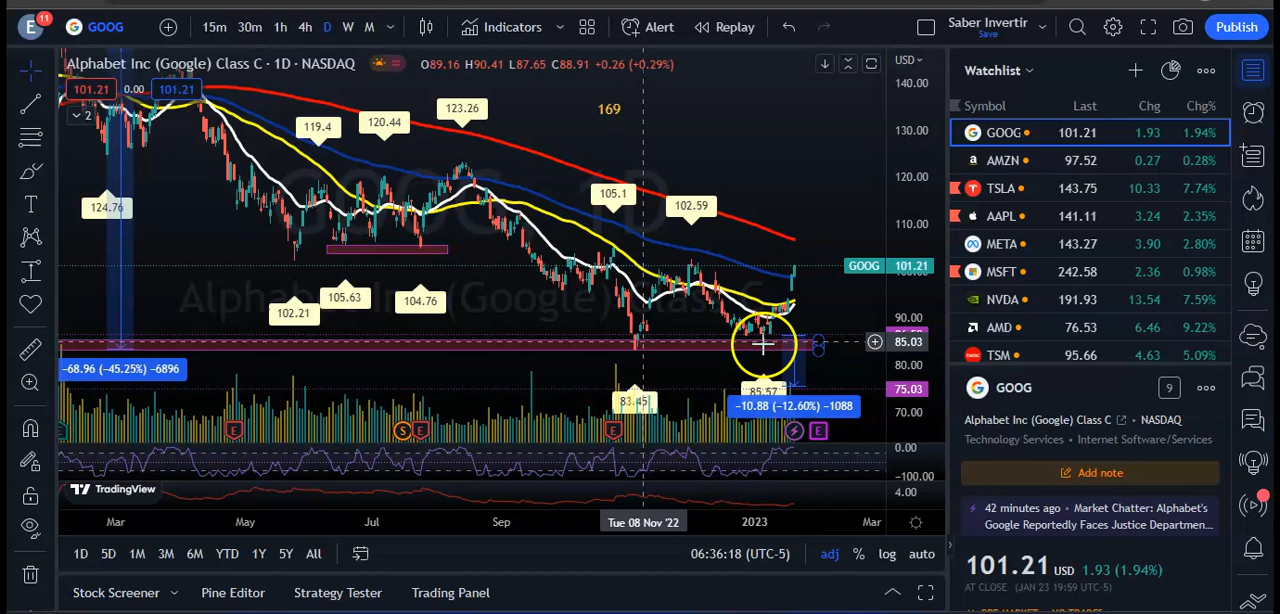 E 11 GOOG 15m 30m 1h 4h D W M Indicators Alert Replay Saber Invertir Save Publish
Alphabet Inc (Google) Class C · 1D · NASDAQ O89.16 H90.41 L87.65 C88.91 +0.26 (+0.29%)
USD
101.21 0.00 101.21
2
140.00
130.00
120.00
110.00
90.00
80.00
70.00
0.00
-100.00
4.00
169
124.76
119.4
120.44
123.26
105.1
102.59
102.21
105.63
104.76
83.45
85.57
GOOG 101.21
85.03
75.03
−68.96 (−45.25%) −6896
−10.88 (−12.60%) −1088
GOOG 1D
Alphabet Inc (Google) Class C
E S E E E
TradingView
Mar May Jul Sep Tue 08 Nov '22 2023 Mar
1D 5D 1M 3M 6M YTD 1Y 5Y All 06:36:18 (UTC-5) adj % log auto
Stock Screener Pine Editor Strategy Tester Trading Panel
Watchlist
Symbol Last Chg Chg%
GOOG 101.21 1.93 1.94%
AMZN 97.52 0.27 0.28%
TSLA 143.75 10.33 7.74%
AAPL 141.11 3.24 2.35%
META 143.27 3.90 2.80%
MSFT 242.58 2.36 0.98%
NVDA 191.93 13.54 7.59%
AMD 76.53 6.46 9.22%
TSM 95.66 4.63 5.09%
GOOG 9
Alphabet Inc (Google) Class C NASDAQ
Technology Services • Internet Software/Services
Add note
42 minutes ago • Market Chatter: Alphabet's
Google Reportedly Faces Justice Departmen...
101.21 USD 1.93 (1.94%)
AT CLOSE (JAN 23 19:59 UTC-5)